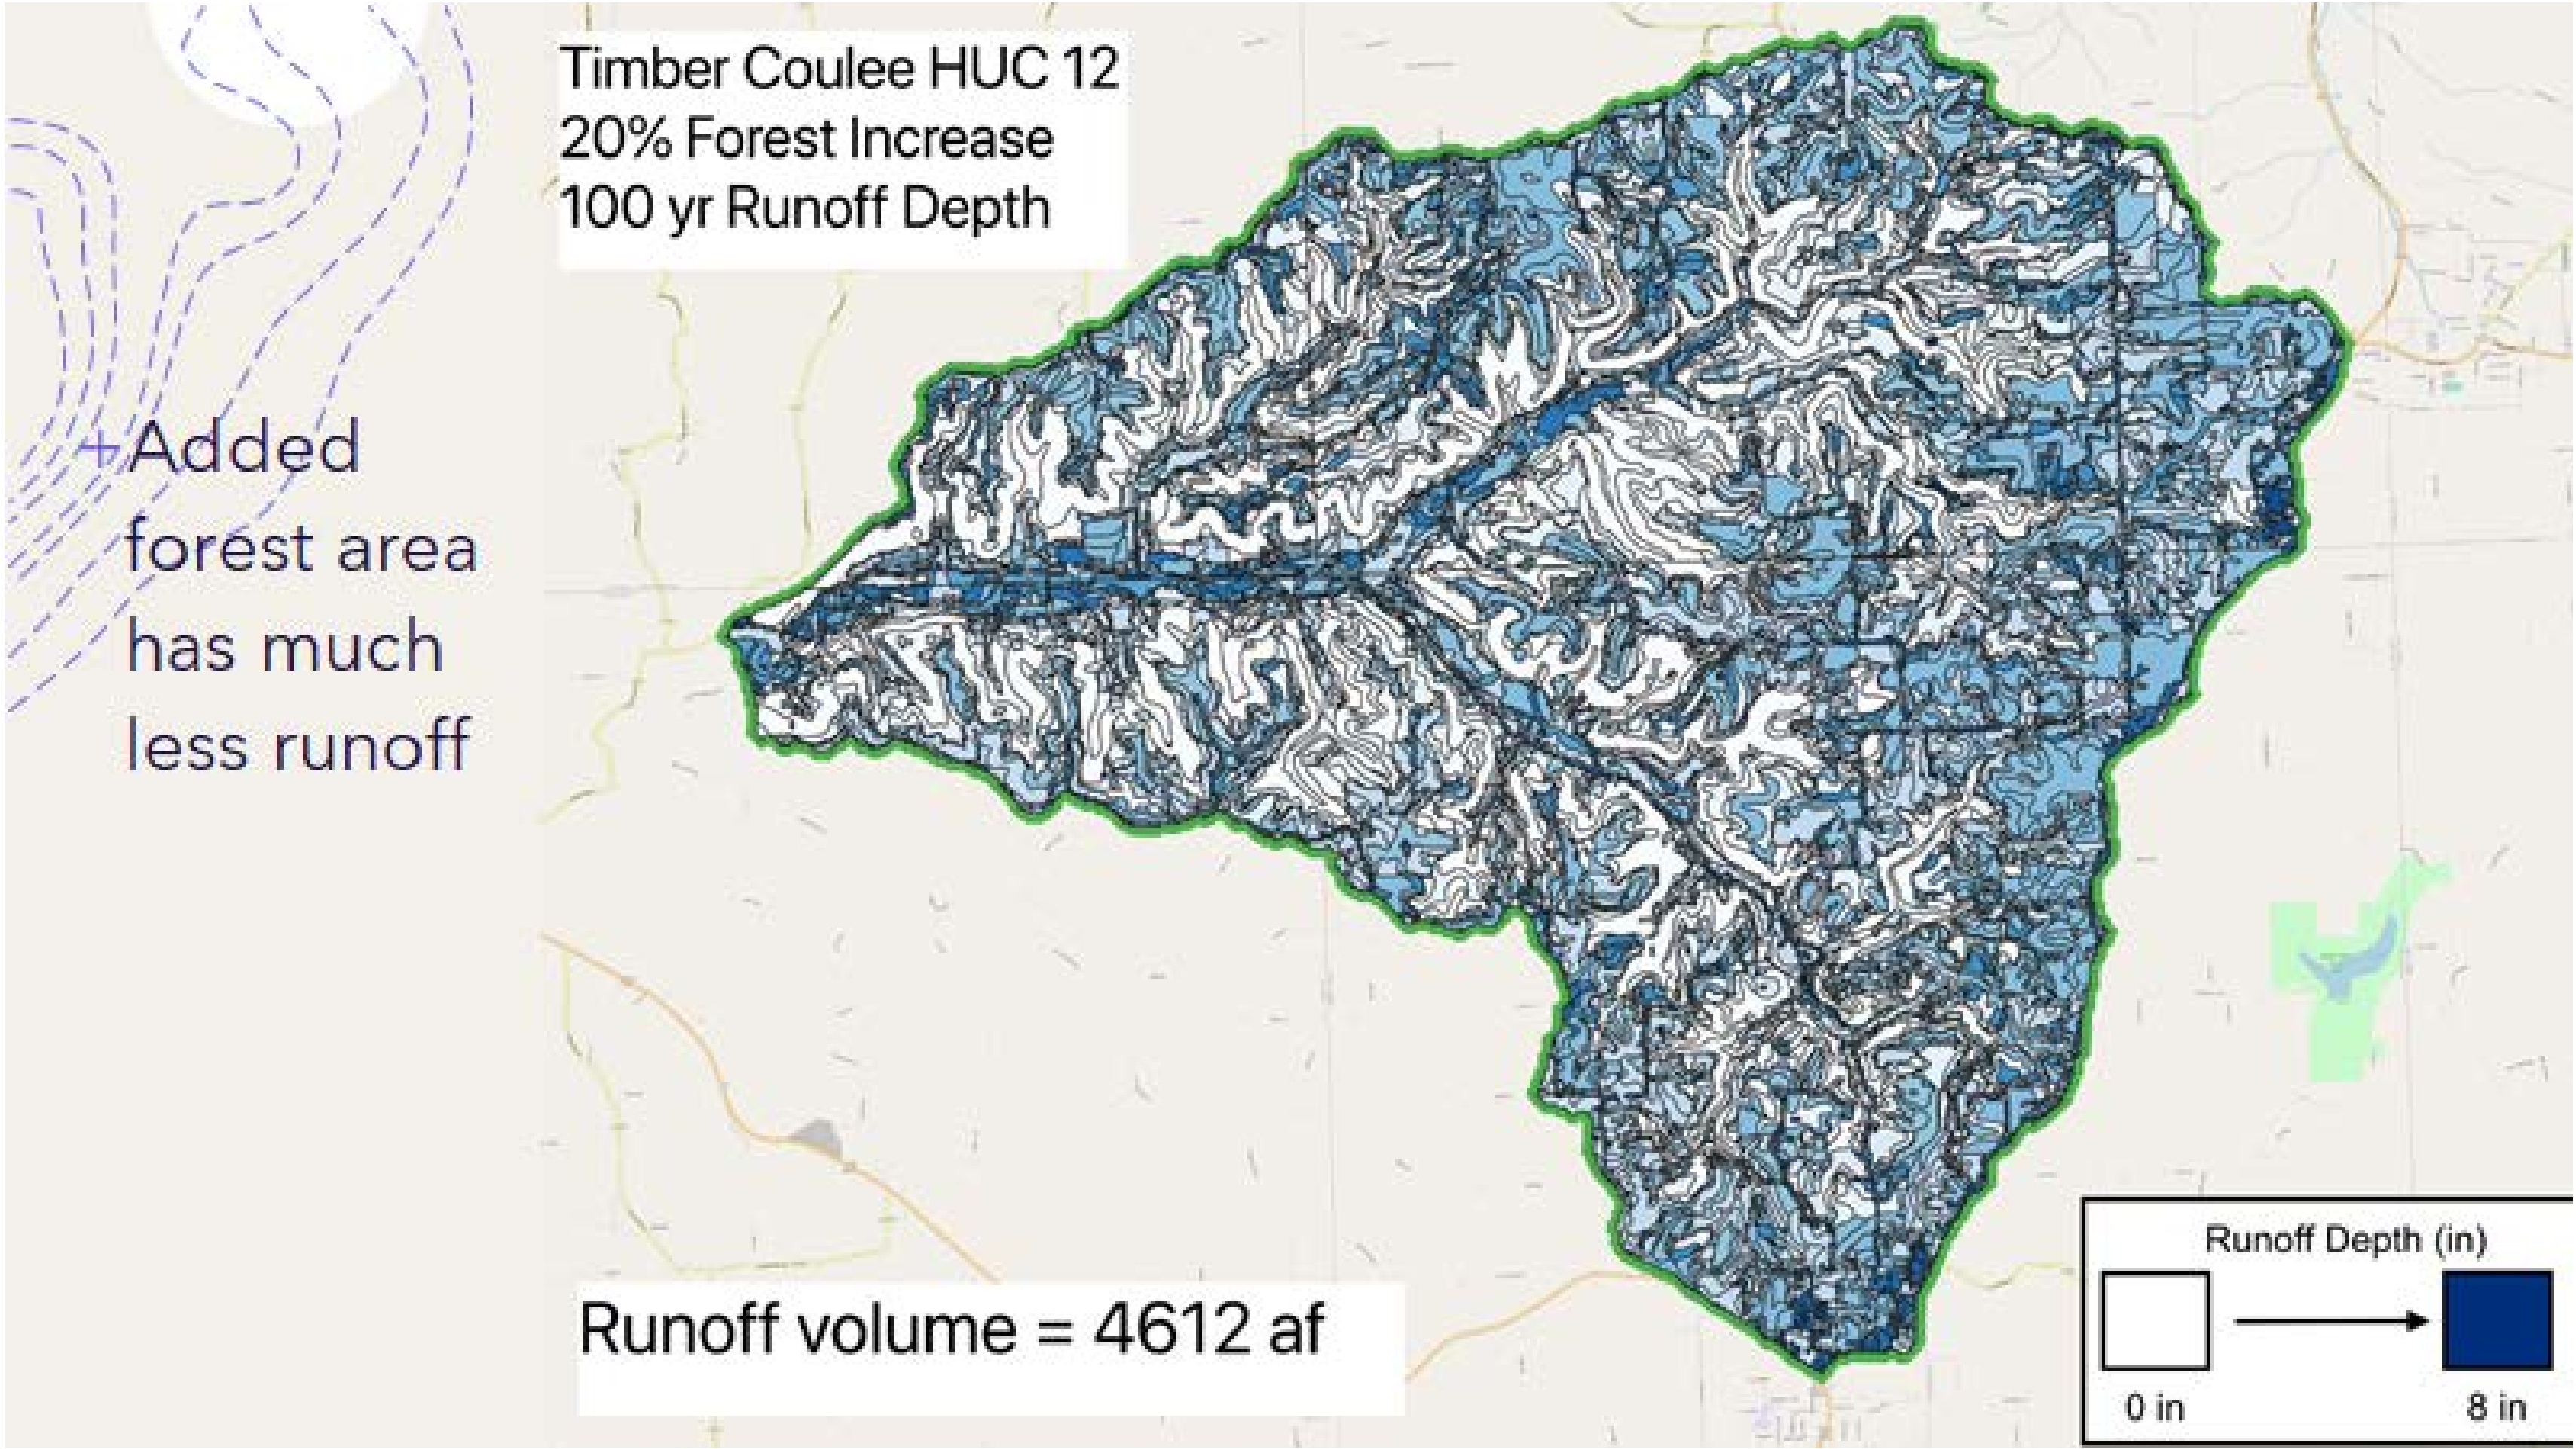 Timber Coulee HUC 12
20% Forest Increase
100 yr Runoff Depth
+Added
forest area
has much
less runoff
Runoff volume = 4612 af
Runoff Depth (in)
0 in
8 in